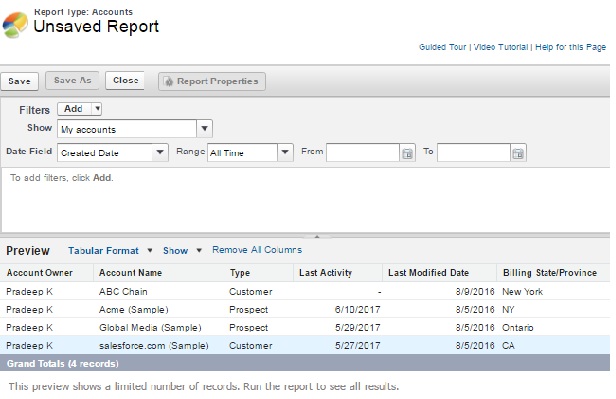 Report Type: Accounts
Unsaved Report
Guided Tour | Video Tutorial | Help for this Page
Save Save As Close Report Properties
Filters Add
Show My accounts
Date Field Created Date Range All Time From To
To add filters, click Add.
Preview Tabular Format Show Remove All Columns
Account Owner Account Name Type Last Activity Last Modified Date Billing State/Province
Pradeep K ABC Chain Customer - 8/9/2016 New York
Pradeep K Acme (Sample) Prospect 6/10/2017 8/5/2016 NY
Pradeep K Global Media (Sample) Prospect 5/29/2017 8/5/2016 Ontario
Pradeep K salesforce.com (Sample) Customer 5/27/2017 8/5/2016 CA
Grand Totals (4 records)
This preview shows a limited number of records. Run the report to see all results.